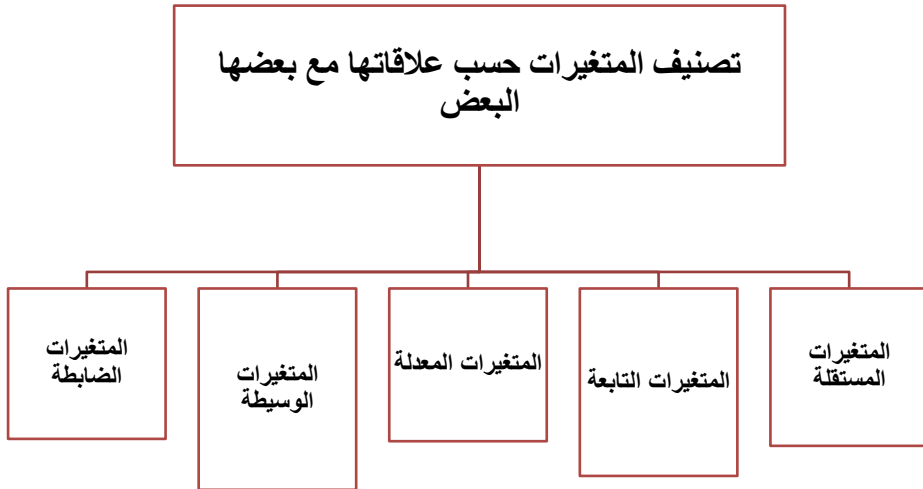 تصنيف المتغيرات حسب علاقاتها مع بعضها
البعض
المتغيرات
المستقلة
المتغيرات التابعة
المتغيرات المعدلة
المتغيرات
الوسيطة
المتغيرات
الضابطة